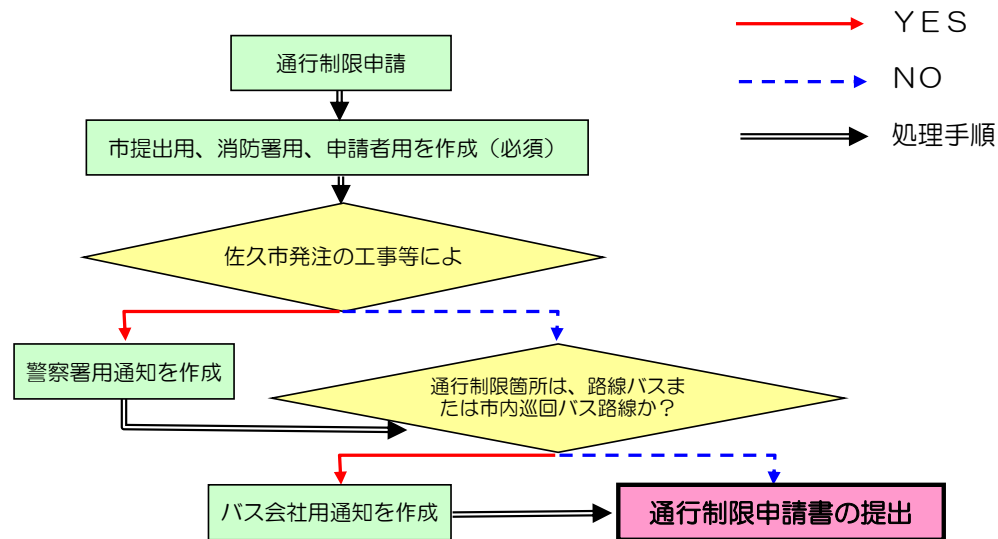 YES
通行制限申請
NO
処理手順
市提出用、消防署用、申請者用を作成（必須）
佐久市発注の工事等によ
警察署用通知を作成
通行制限箇所は、路線バスま
たは市内巡回バス路線か？
バス会社用通知を作成
通行制限申請書の提出